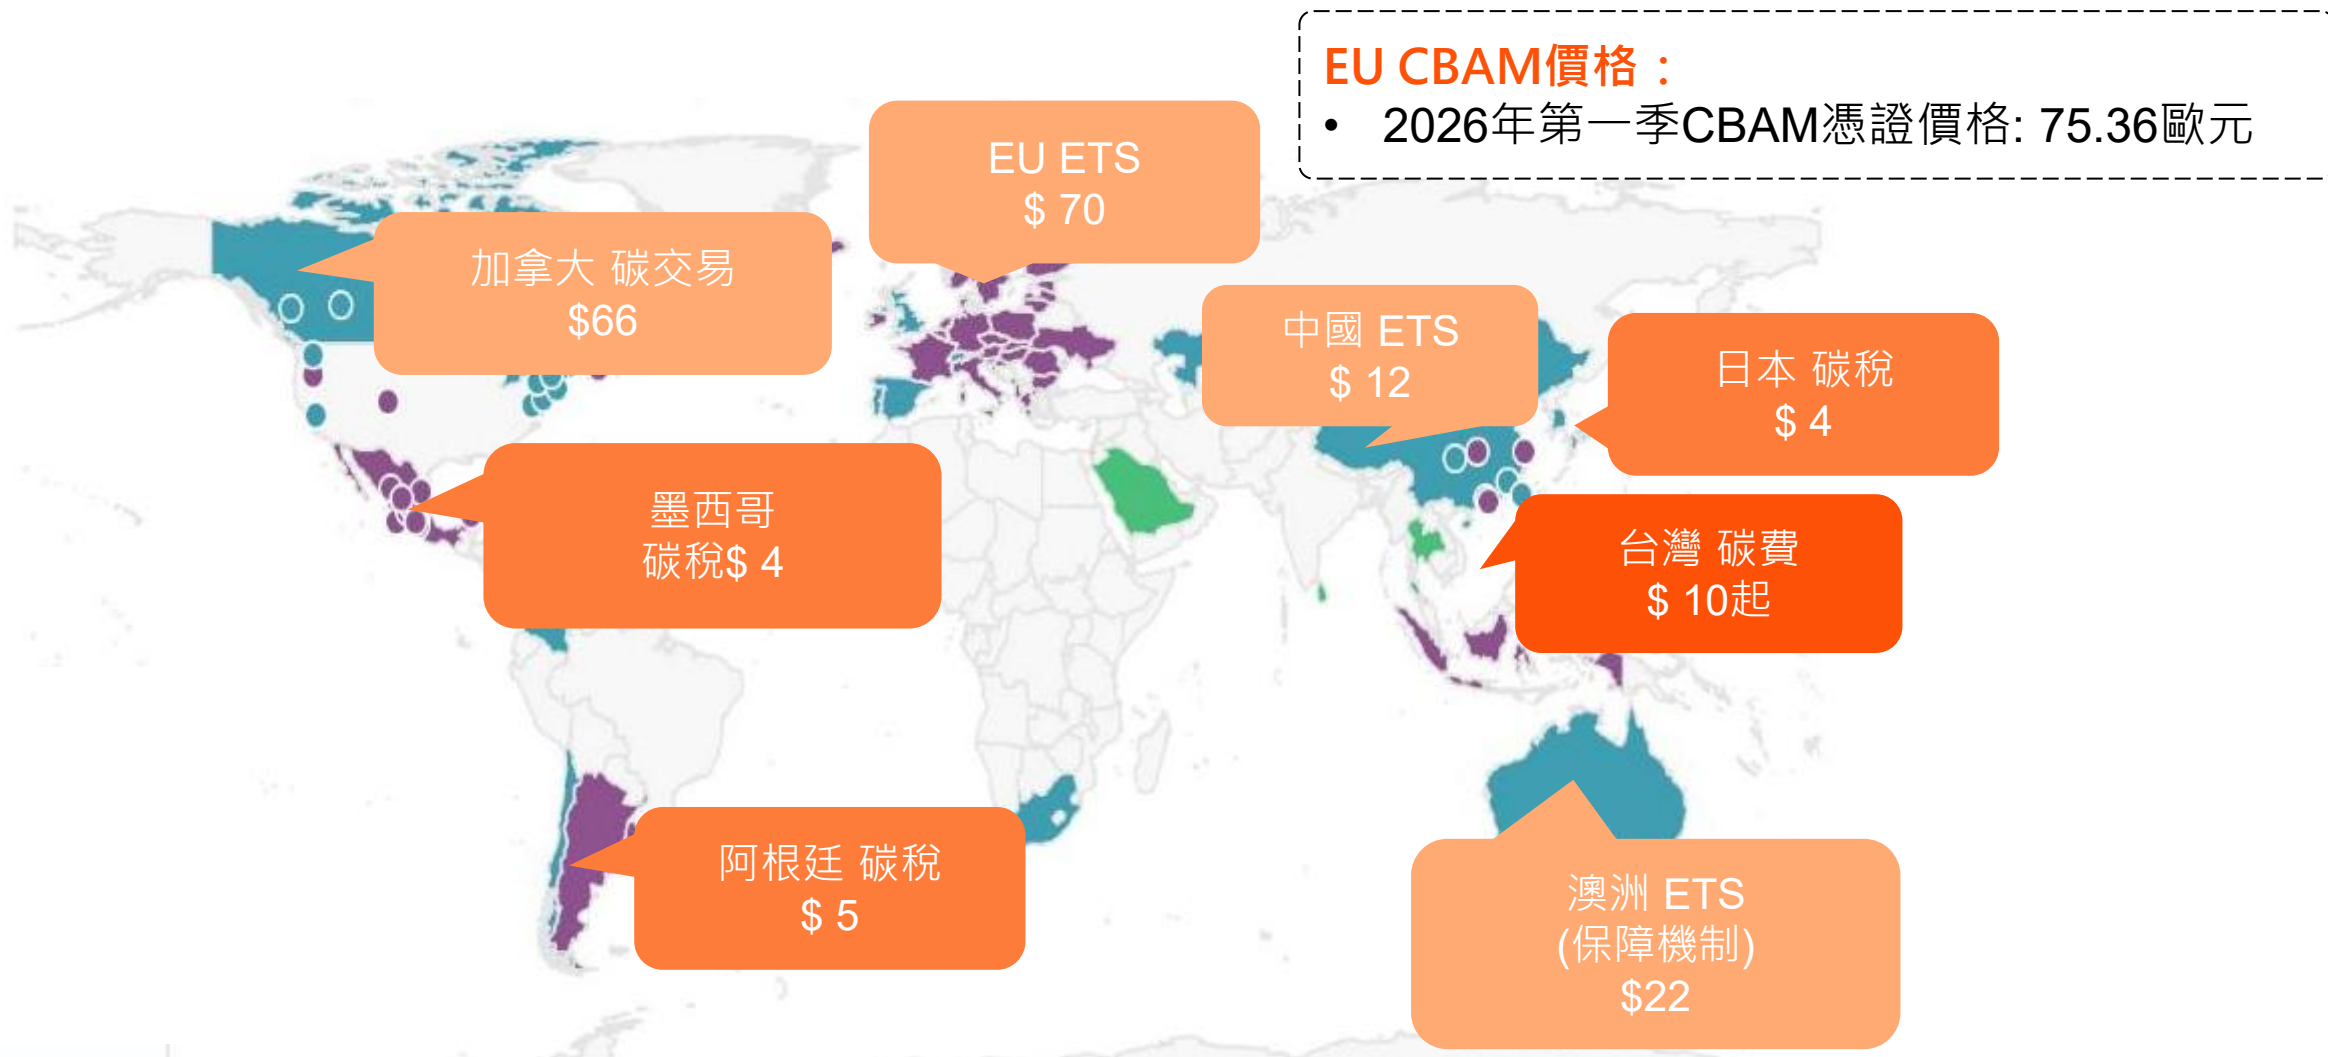 EU CBAM價格：
• 2026年第一季CBAM憑證價格: 75.36歐元
EU ETS
$ 70
加拿大 碳交易
$66
中國 ETS
$ 12
日本 碳稅
$ 4
墨西哥
碳稅$ 4
台灣 碳費
$ 10起
阿根廷 碳稅
$ 5
澳洲 ETS
(保障機制)
$22